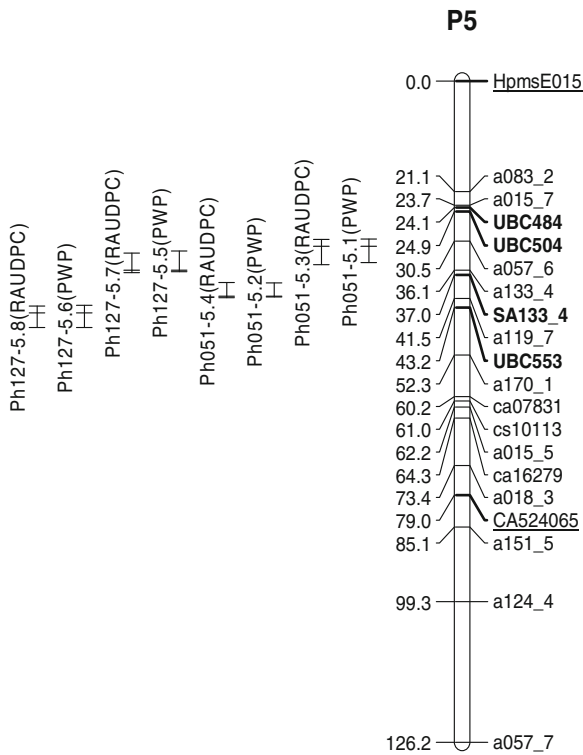 P5
0.0 HpmsE015
21.1 a083_2
23.7 a015_7
24.1 UBC484
24.9 UBC504
30.5 a057_6
36.1 a133_4
37.0 SA133_4
41.5 a119_7
43.2 UBC553
52.3 a170_1
60.2 ca07831
61.0 cs10113
62.2 a015_5
64.3 ca16279
73.4 a018_3
79.0 CA524065
85.1 a151_5
99.3 a124_4
126.2 a057_7
Ph127-5.8(RAUDPC)
Ph127-5.6(PWP)
Ph127-5.7(RAUDPC)
Ph127-5.5(PWP)
Ph051-5.4(RAUDPC)
Ph051-5.2(PWP)
Ph051-5.3(RAUDPC)
Ph051-5.1(PWP)